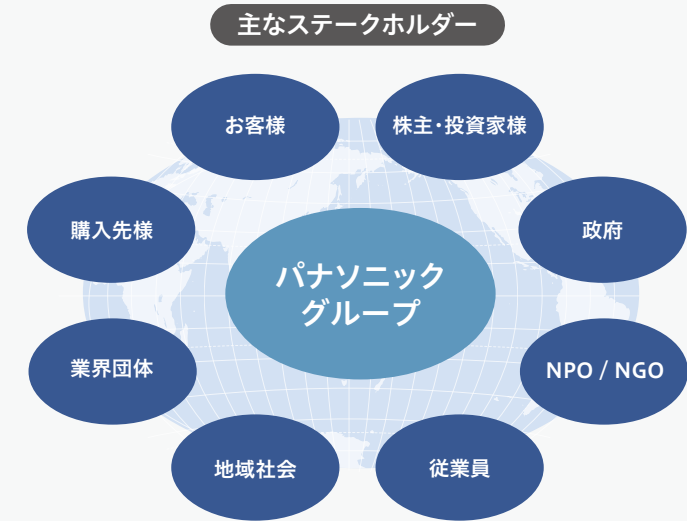 主なステークホルダー
お客様
株主・投資家様
購入先様
政府
パナソニック
グループ
業界団体
NPO / NGO
地域社会
従業員